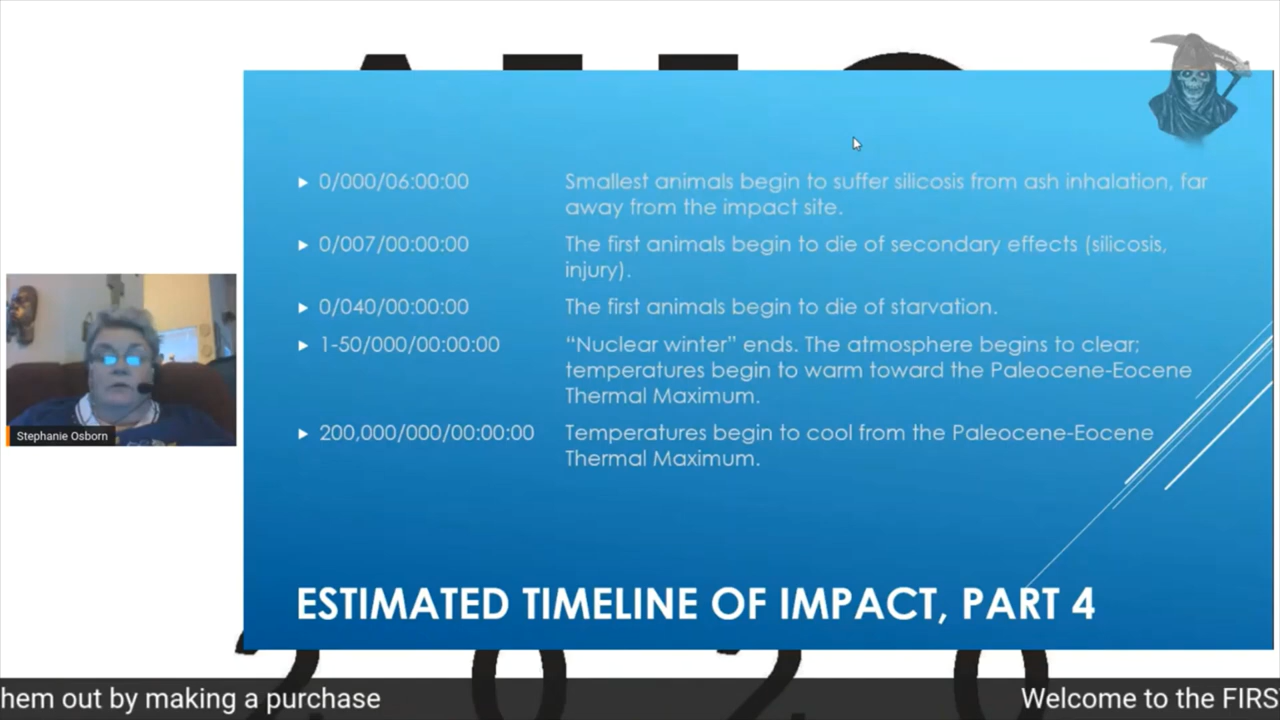 0/000/06:00:00 Smallest animals begin to suffer silicosis from ash inhalation, far
away from the impact site.
0/007/00:00:00 The first animals begin to die of secondary effects (silicosis,
injury).
0/040/00:00:00 The first animals begin to die of starvation.
1-50/000/00:00:00 “Nuclear winter” ends. The atmosphere begins to clear;
temperatures begin to warm toward the Paleocene-Eocene
Thermal Maximum.
200,000/000/00:00:00 Temperatures begin to cool from the Paleocene-Eocene
Thermal Maximum.
ESTIMATED TIMELINE OF IMPACT, PART 4
Stephanie Osborn
2 0 2 0
hem out by making a purchase
Welcome to the FIRS